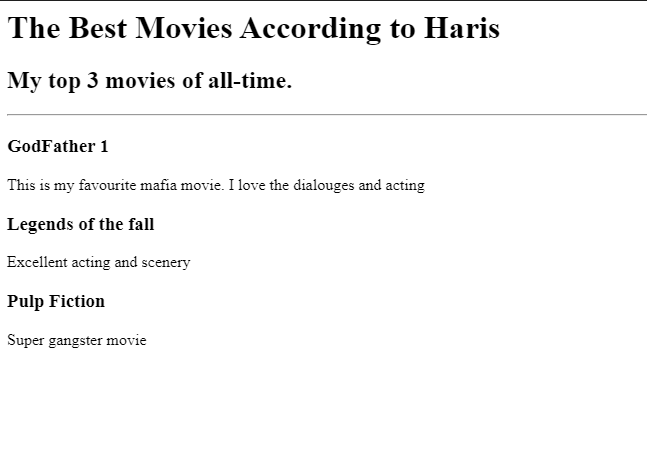 The Best Movies According to Haris
My top 3 movies of all-time.
GodFather 1
This is my favourite mafia movie. I love the dialouges and acting
Legends of the fall
Excellent acting and scenery
Pulp Fiction
Super gangster movie